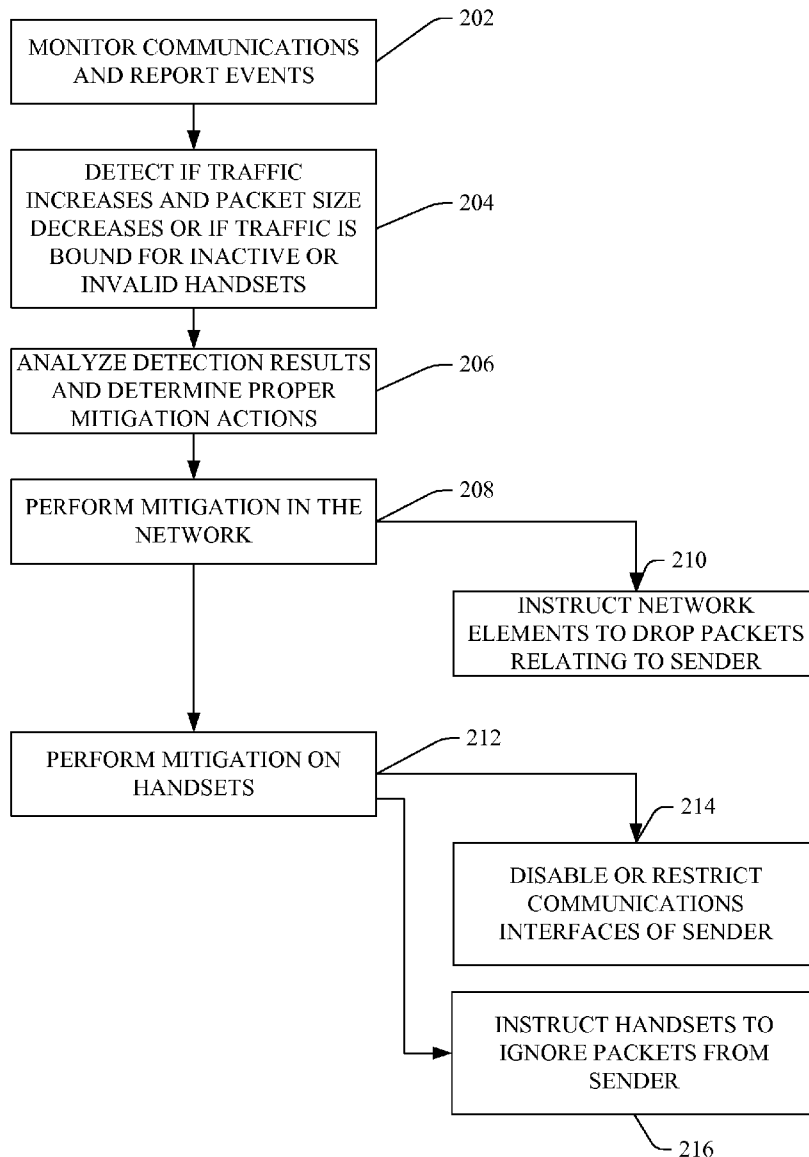 202
MONITOR COMMUNICATIONS
AND REPORT EVENTS
DETECT IF TRAFFIC
INCREASES AND PACKET SIZE
DECREASES OR IF TRAFFIC IS
BOUND FOR INACTIVE OR
INVALID HANDSETS
204
ANALYZE DETECTION RESULTS
AND DETERMINE PROPER
MITIGATION ACTIONS
206
PERFORM MITIGATION IN THE
NETWORK
208
210
INSTRUCT NETWORK
ELEMENTS TO DROP PACKETS
RELATING TO SENDER
PERFORM MITIGATION ON
HANDSETS
212
214
DISABLE OR RESTRICT
COMMUNICATIONS
INTERFACES OF SENDER
INSTRUCT HANDSETS TO
IGNORE PACKETS FROM
SENDER
216